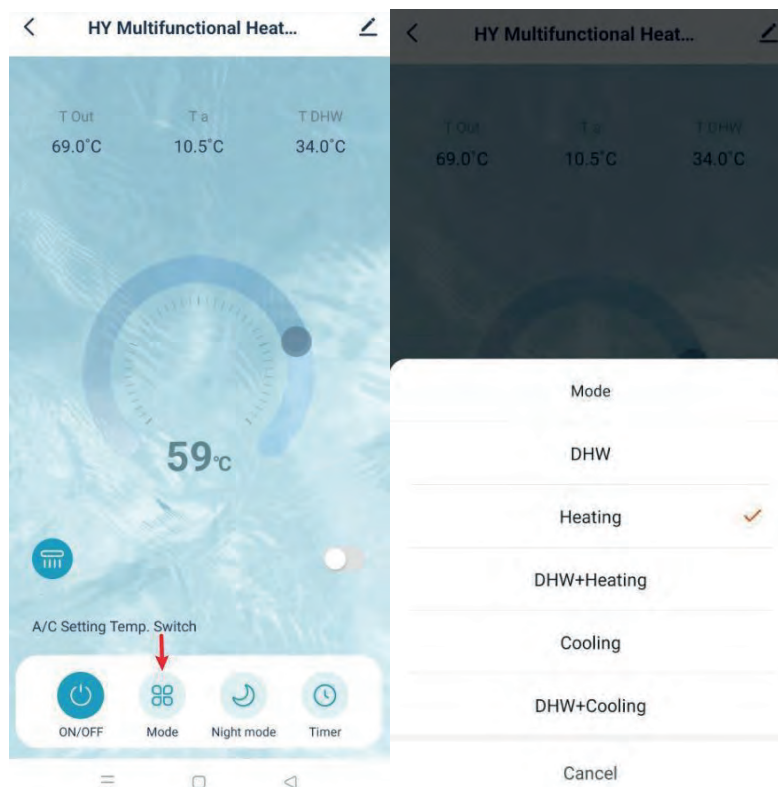 HY Multifunctional Heat...
T Out
T a
T DHW
69.0°C
10.5°C
34.0°C
59°C
A/C Setting Temp. Switch
ON/OFF
Mode
Night mode
Timer
HY Multifunctional Heat...
T Out
T a
T DHW
69.0°C
10.5°C
34.0°C
Mode
DHW
Heating
DHW+Heating
Cooling
DHW+Cooling
Cancel